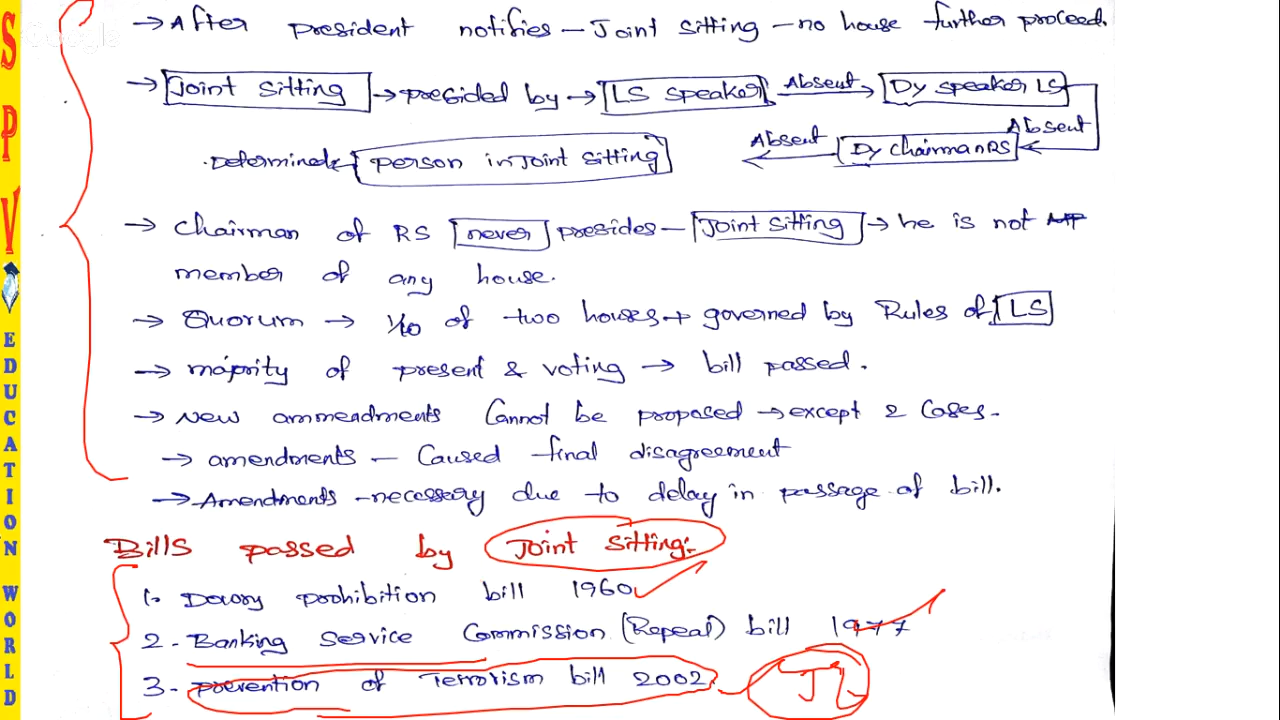 → After president notifies – Joint sitting – no house further proceed.
→ Joint sitting → presided by → LS speaker Absent → Dy speaker LS
Absent
Determined ← person in Joint sitting Absent ← Dy chairman RS
→ Chairman of RS never presides – Joint sitting → he is not MP
member of any house.
→ Quorum → 1/10 of two houses → governed by Rules of LS
→ majority of present & voting → bill passed.
→ New ammendments Cannot be proposed → except 2 Cases.
→ amendments – Caused final disagreement
→ Amendments – necessary due to delay in passage of bill.
Bills passed by Joint Sitting:
1. Dowry prohibition bill 1960
2. Banking Service Commission (Repeal) bill 1977
3. prevention of Terrorism bill 2002
SPV EDUCATION WORLD